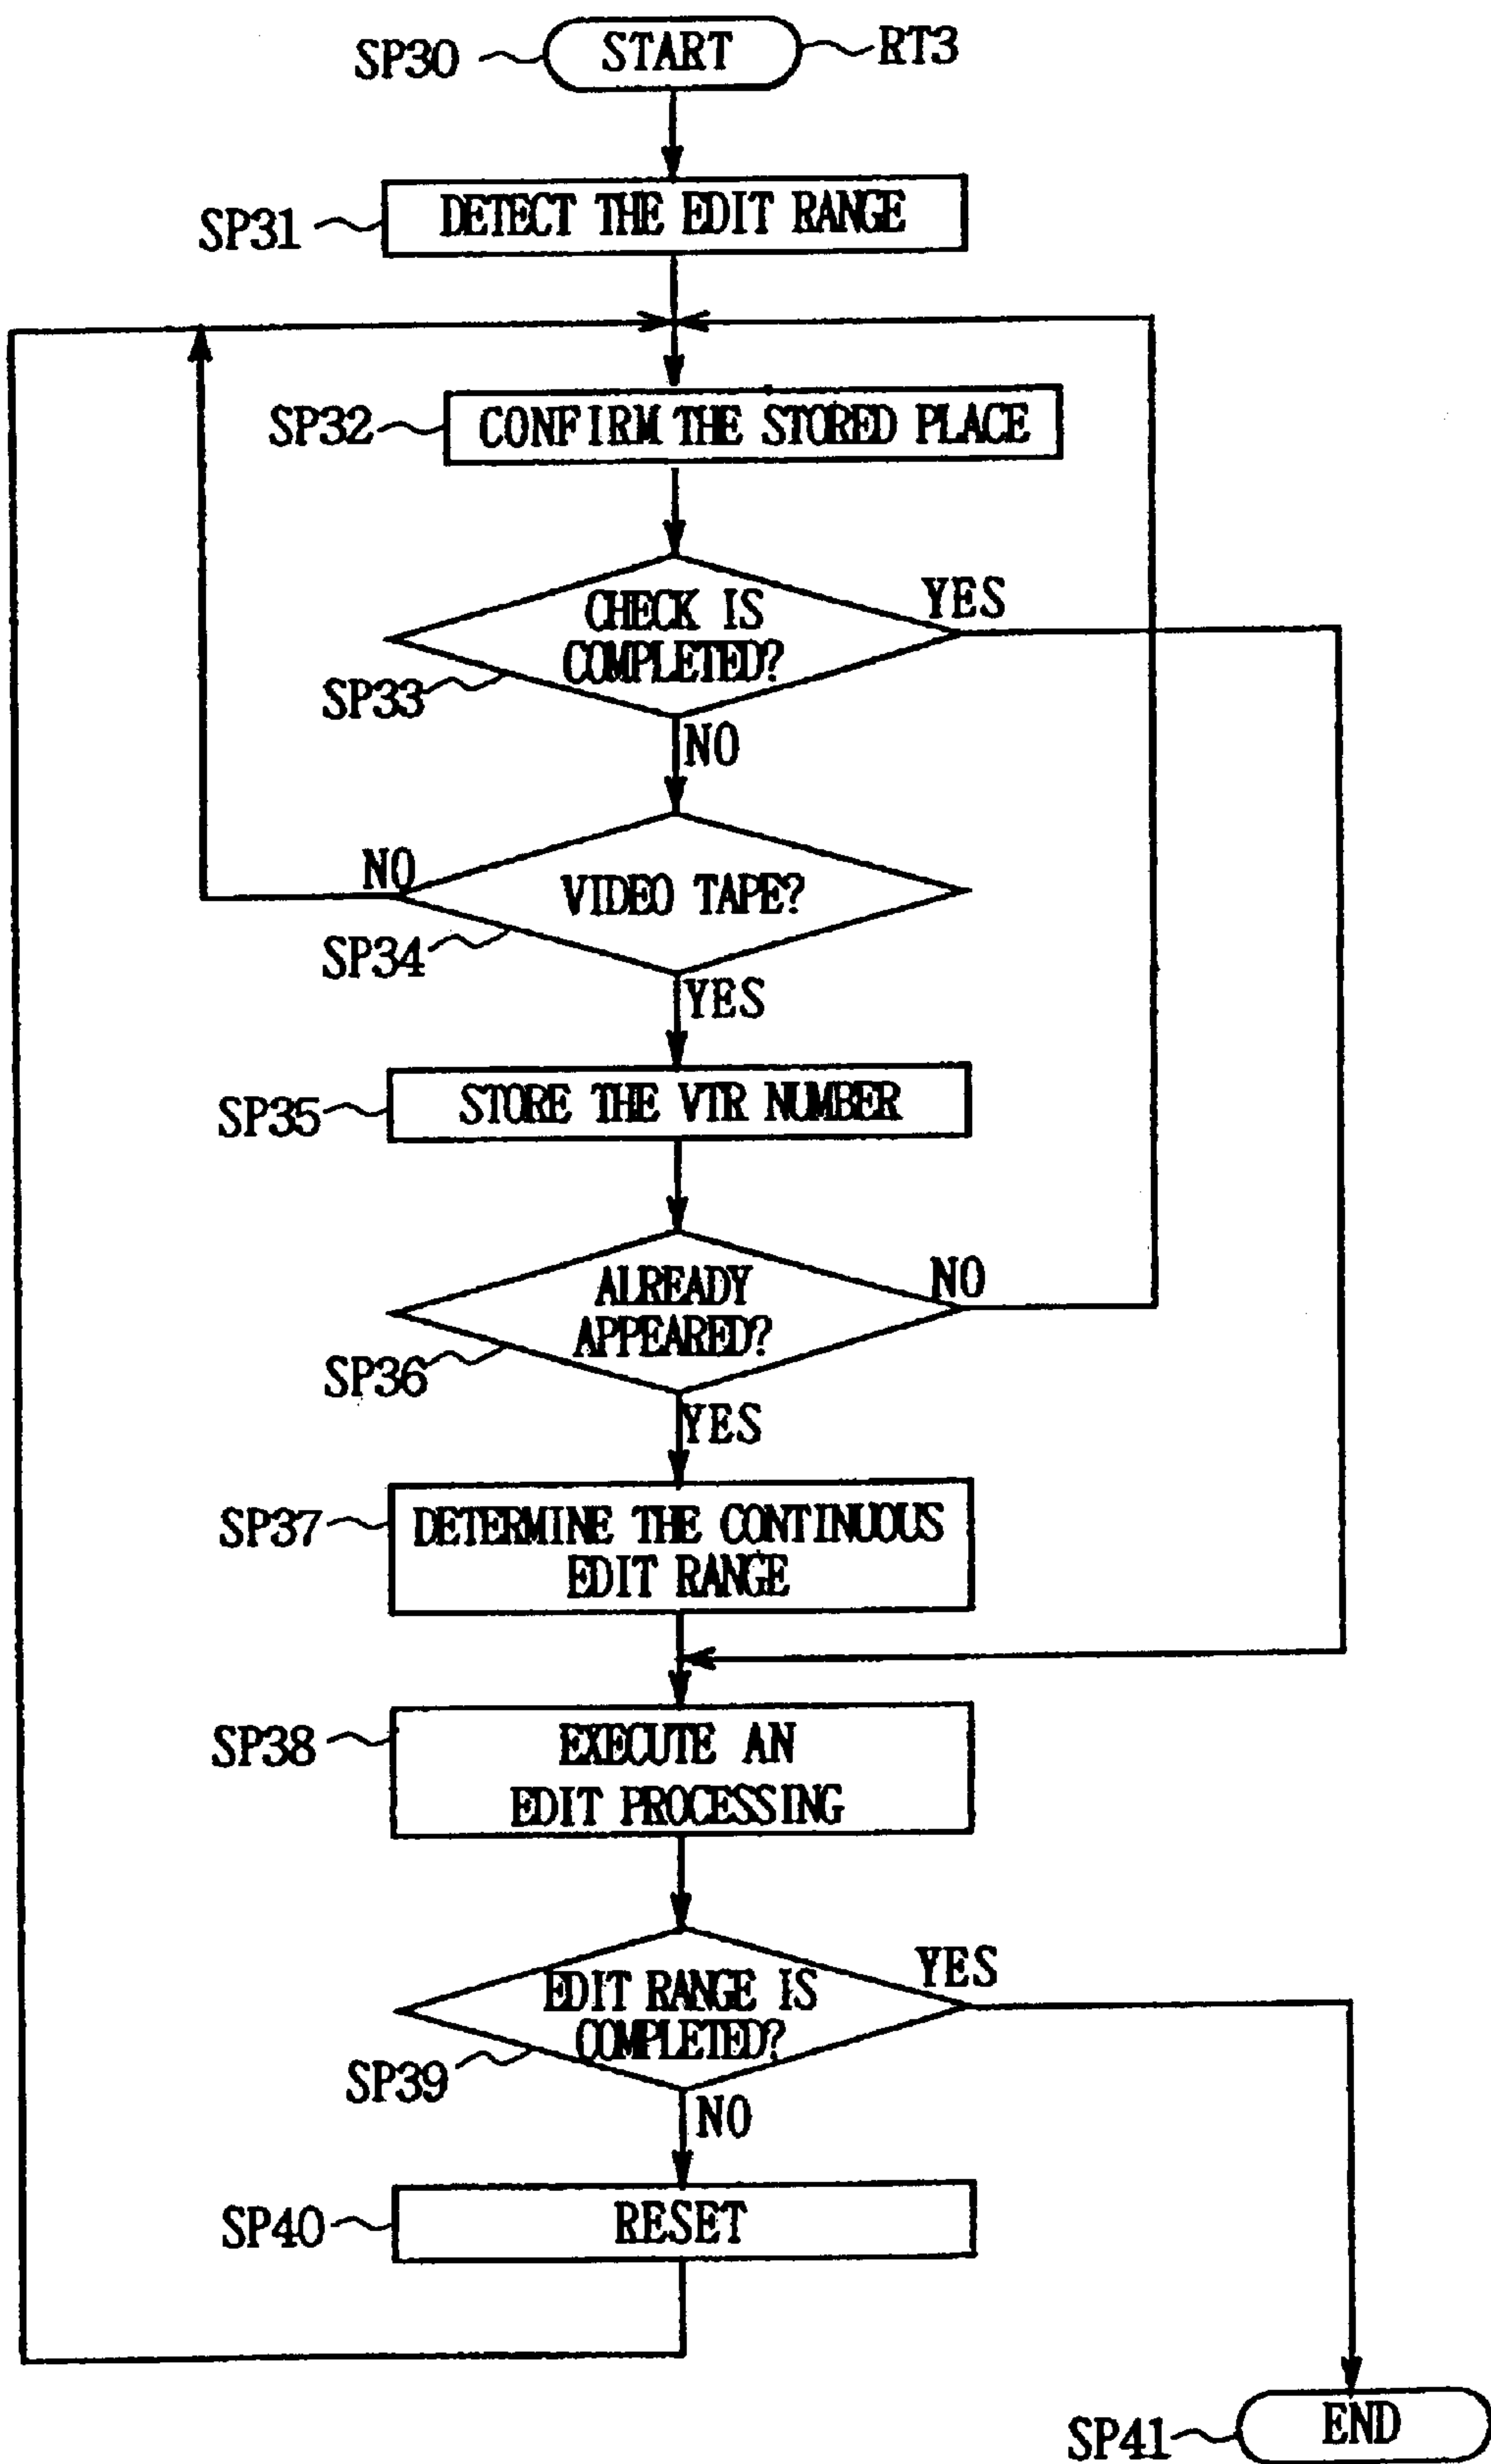 SP30 START RT3
SP31 DETECT THE EDIT RANGE
SP32 CONFIRM THE STORED PLACE
CHECK IS
COMPLETED?
YES
SP33
NO
NO
VIDEO TAPE?
SP34
YES
SP35 STORE THE VTR NUMBER
ALREADY
APPEARED?
NO
SP36
YES
SP37 DETERMINE THE CONTINUOUS
EDIT RANGE
SP38 EXECUTE AN
EDIT PROCESSING
EDIT RANGE IS
COMPLETED?
YES
SP39
NO
SP40 RESET
SP41 END